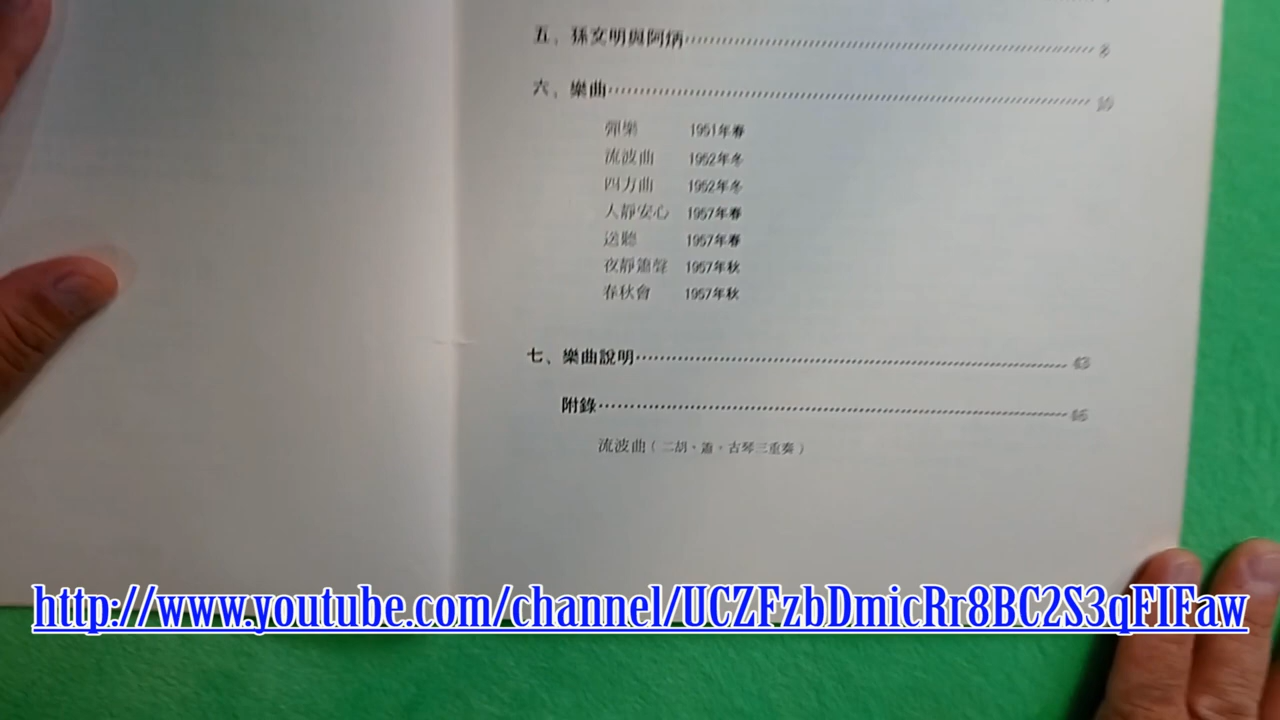 五、孫文明與阿炳
六、樂曲
彈樂 1951年春
流波曲 1952年冬
四方曲 1952年冬
人靜安心 1957年春
送聽 1957年春
夜靜簫聲 1957年秋
春秋會 1957年秋
七、樂曲說明 43
附錄
流波曲（二胡、簫、古琴三重奏）
http://www.youtube.com/channel/UCZFzbDmicRr8BC2S3qFIFaw